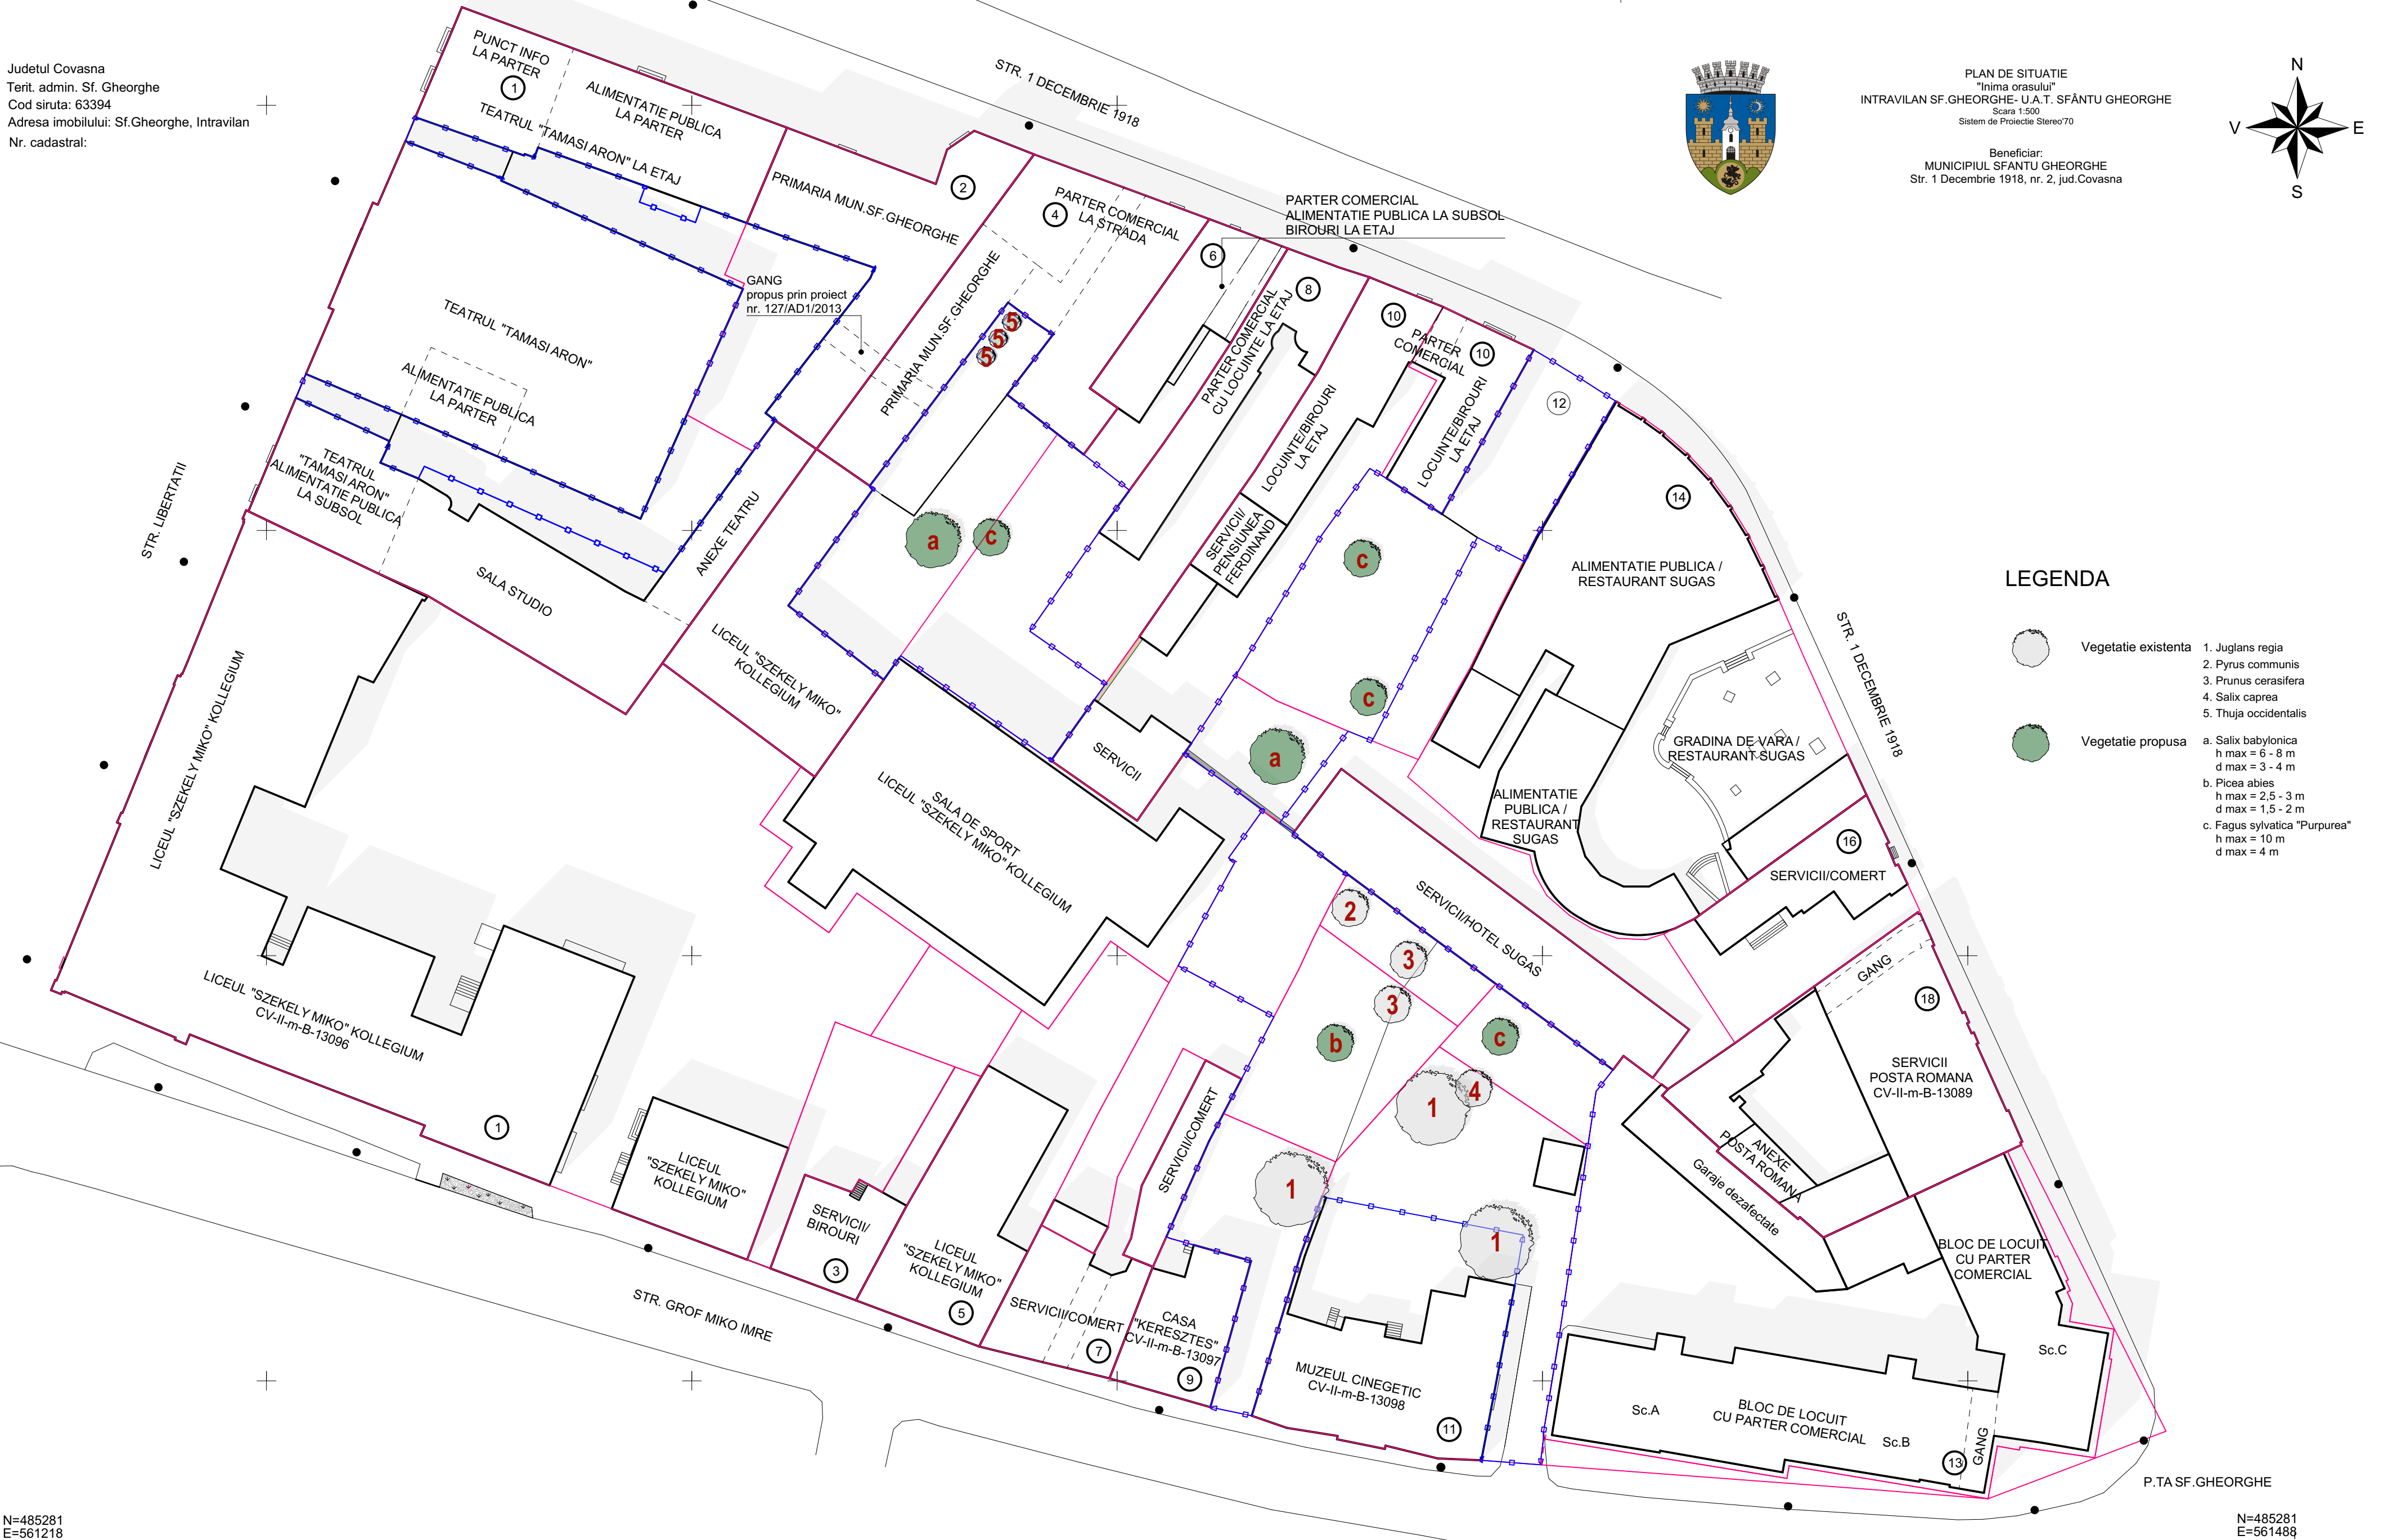 Judetul Covasna
Terit. admin. Sf. Gheorghe
Cod siruta: 63394
Adresa imobilului: Sf.Gheorghe, Intravilan
Nr. cadastral:
PLAN DE SITUATIE
"Inima orasului"
INTRAVILAN SF.GHEORGHE- U.A.T. SFÂNTU GHEORGHE
Scara 1:500
Sistem de Proiectie Stereo'70
Beneficiar:
MUNICIPIUL SFANTU GHEORGHE
Str. 1 Decembrie 1918, nr. 2, jud.Covasna
N
V
E
S
PUNCT INFO
LA PARTER
1
ALIMENTATIE PUBLICA
LA PARTER
TEATRUL "TAMASI ARON" LA ETAJ
STR. 1 DECEMBRIE 1918
PRIMARIA MUN.SF.GHEORGHE
2
4
PARTER COMERCIAL
LA STRADA
PARTER COMERCIAL
ALIMENTATIE PUBLICA LA SUBSOL
BIROURI LA ETAJ
6
8
PARTER COMERCIAL
CU LOCUINTE LA ETAJ
10
PARTER
COMERCIAL
10
LOCUINTE/BIROURI
LA ETAJ
LOCUINTE/BIROURI
LA ETAJ
12
14
GANG
propus prin proiect
nr. 127/AD1/2013
PRIMARIA MUN.SF.GHEORGHE
5
5
5
TEATRUL "TAMASI ARON"
ALIMENTATIE PUBLICA
LA PARTER
TEATRUL
"TAMASI ARON"
ALIMENTATIE PUBLICA
LA SUBSOL
STR. LIBERTATII
SALA STUDIO
ANEXE TEATRU
a
c
c
SERVICII/
PENSIUNEA
FERDINAND
ALIMENTATIE PUBLICA /
RESTAURANT SUGAS
STR. 1 DECEMBRIE 1918
LEGENDA
Vegetatie existenta
1. Juglans regia
2. Pyrus communis
3. Prunus cerasifera
4. Salix caprea
5. Thuja occidentalis
Vegetatie propusa
a. Salix babylonica
h max = 6 - 8 m
d max = 3 - 4 m
b. Picea abies
h max = 2,5 - 3 m
d max = 1,5 - 2 m
c. Fagus sylvatica "Purpurea"
h max = 10 m
d max = 4 m
LICEUL "SZEKELY MIKO" KOLLEGIUM
LICEUL "SZEKELY MIKO"
KOLLEGIUM
c
a
SERVICII
GRADINA DE VARA /
RESTAURANT SUGAS
ALIMENTATIE
PUBLICA /
RESTAURANT
SUGAS
16
SERVICII/COMERT
SALA DE SPORT
LICEUL "SZEKELY MIKO" KOLLEGIUM
SERVICII/HOTEL SUGAS
2
3
3
b
c
4
1
1
1
GANG
18
SERVICII
POSTA ROMANA
CV-II-m-B-13089
ANEXE
POSTA ROMANA
Garaje dezafectate
LICEUL "SZEKELY MIKO" KOLLEGIUM
CV-II-m-B-13096
1
LICEUL
"SZEKELY MIKO"
KOLLEGIUM
SERVICII/
BIROURI
3
LICEUL
"SZEKELY MIKO"
KOLLEGIUM
5
SERVICII/COMERT
SERVICII/COMERT
7
CASA
"KERESZTES"
CV-II-m-B-13097
9
MUZEUL CINEGETIC
CV-II-m-B-13098
11
BLOC DE LOCUIT
CU PARTER
COMERCIAL
Sc.C
Sc.A
BLOC DE LOCUIT
CU PARTER COMERCIAL
Sc.B
13
GANG
STR. GROF MIKO IMRE
P.TA SF.GHEORGHE
N=485281
E=561218
N=485281
E=561488